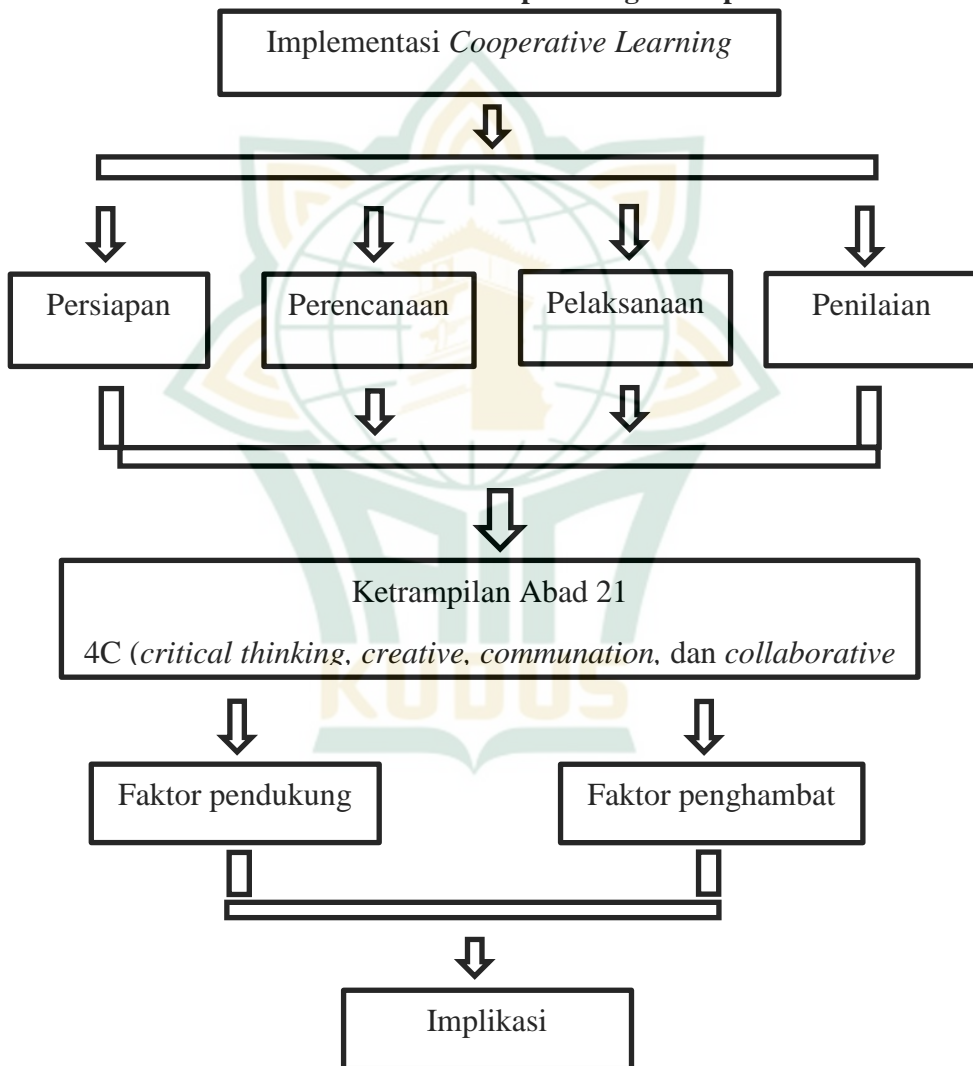 Implementasi Cooperative Learning
Persiapan
Perencanaan
Pelaksanaan
Penilaian
Ketrampilan Abad 21
4C (critical thinking, creative, communation, dan collaborative
KUDUS
Faktor pendukung
Faktor penghambat
Implikasi